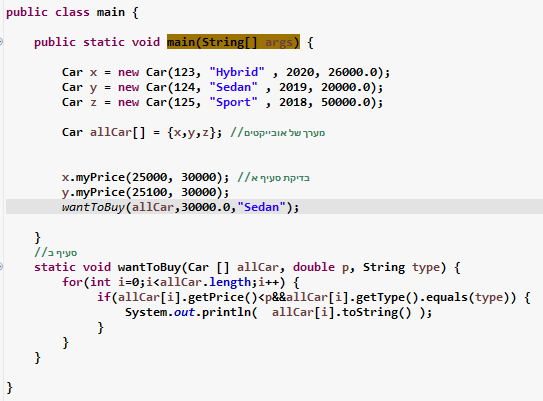 public class main {
public static void main(String[] args) {
Car x = new Car(123, "Hybrid" , 2020, 26000.0);
Car y = new Car(124, "Sedan" , 2019, 20000.0);
Car z = new Car(125, "Sport" , 2018, 50000.0);
Car allCar[] = {x,y,z}; //מערך של אובייקטים
x.myPrice(25000, 30000); //בדיקת סעיף א
y.myPrice(25100, 30000);
wantToBuy(allCar,30000.0,"Sedan");
}
//סעיף ב
static void wantToBuy(Car [] allCar, double p, String type) {
for(int i=0;i<allCar.length;i++) {
if(allCar[i].getPrice()<p&&allCar[i].getType().equals(type)) {
System.out.println(  allCar[i].toString() );
}
}
}
}